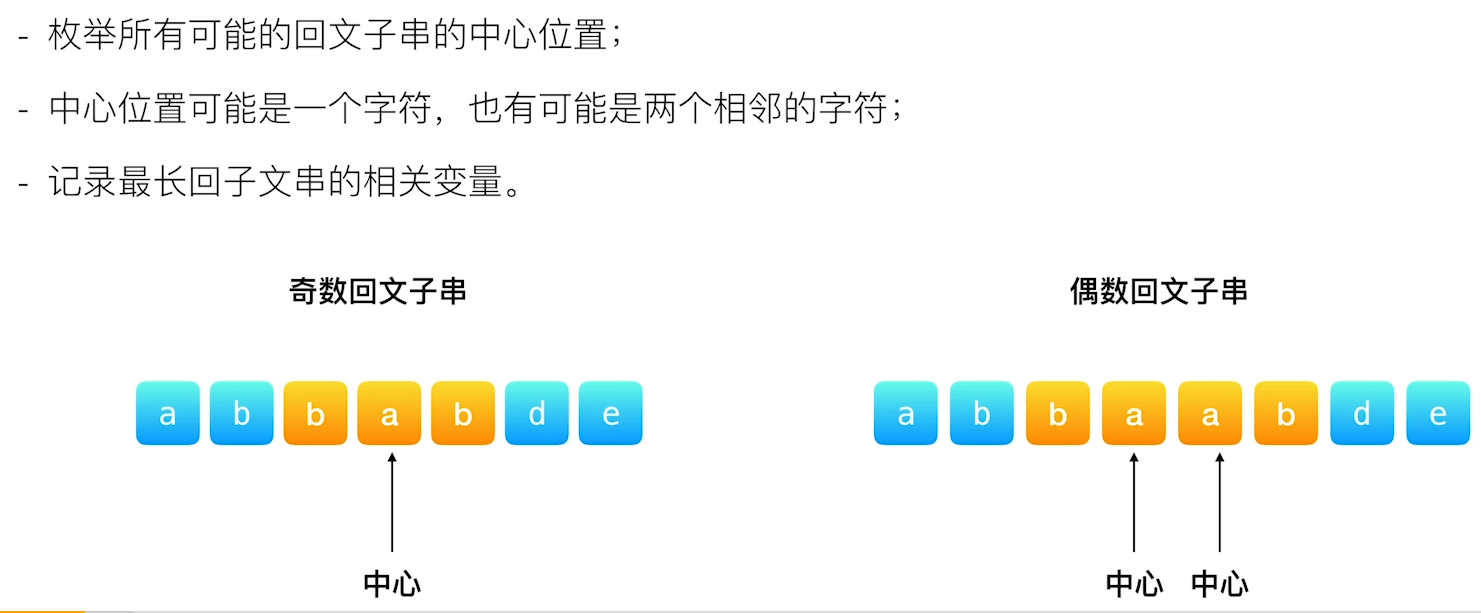 - 枚举所有可能的回文子串的中心位置；
- 中心位置可能是一个字符，也有可能是两个相邻的字符；
- 记录最长回子文串的相关变量。
奇数回文子串 偶数回文子串
a b b a b d e a b b a a b d e
中心 中心 中心